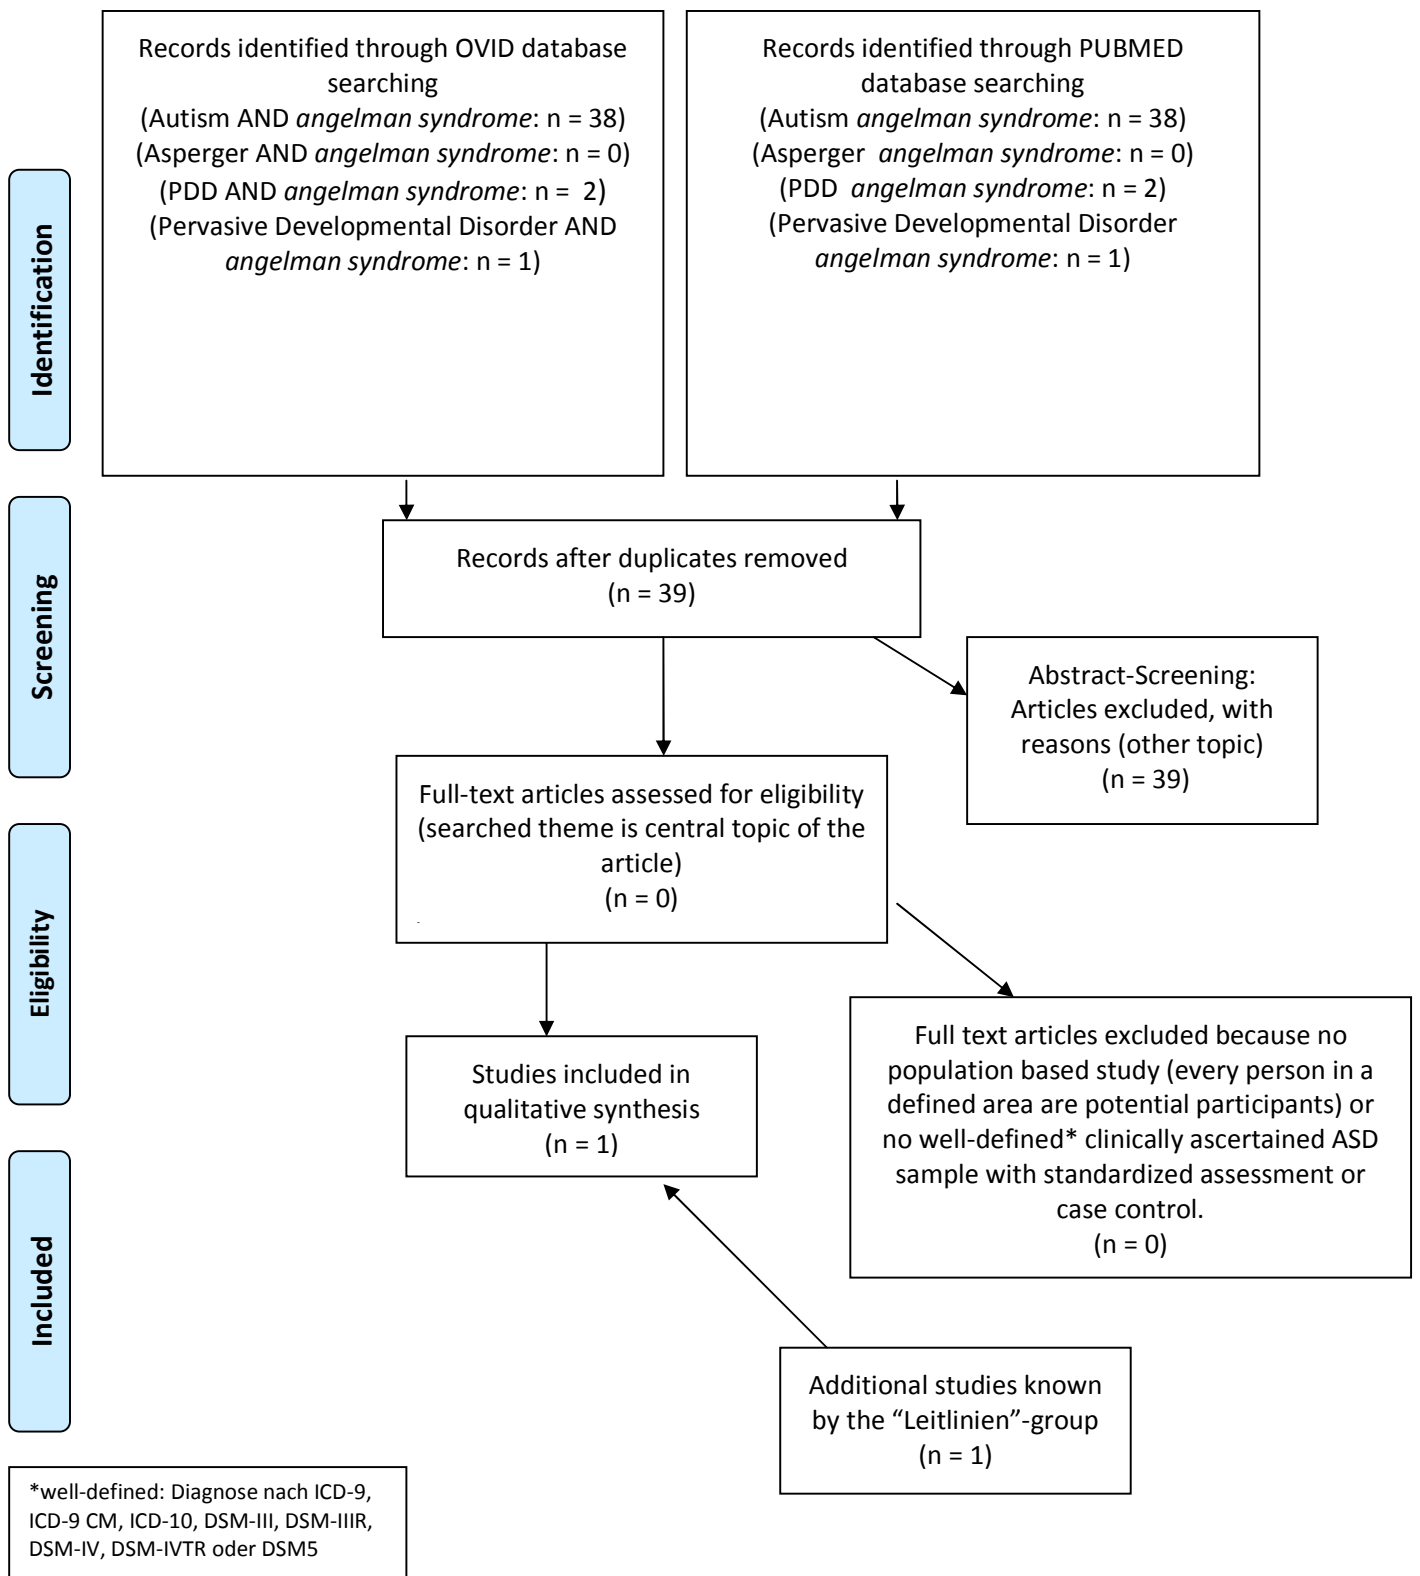 Records identified through OVID database
searching
(Autism AND angelman syndrome: n = 38)
(Asperger AND angelman syndrome: n = 0)
(PDD AND angelman syndrome: n =  2)
(Pervasive Developmental Disorder AND
angelman syndrome: n = 1)
Records identified through PUBMED
database searching
(Autism angelman syndrome: n = 38)
(Asperger  angelman syndrome: n = 0)
(PDD  angelman syndrome: n = 2)
(Pervasive Developmental Disorder
angelman syndrome: n = 1)
Identification
Records after duplicates removed
(n = 39)
Screening
Abstract-Screening:
Articles excluded, with
reasons (other topic)
(n = 39)
Full-text articles assessed for eligibility
(searched theme is central topic of the
article)
(n = 0)
Eligibility
Full text articles excluded because no
population based study (every person in a
defined area are potential participants) or
no well-defined* clinically ascertained ASD
sample with standardized assessment or
case control.
(n = 0)
Studies included in
qualitative synthesis
(n = 1)
Included
Additional studies known
by the “Leitlinien”-group
(n = 1)
*well-defined: Diagnose nach ICD-9,
ICD-9 CM, ICD-10, DSM-III, DSM-IIIR,
DSM-IV, DSM-IVTR oder DSM5